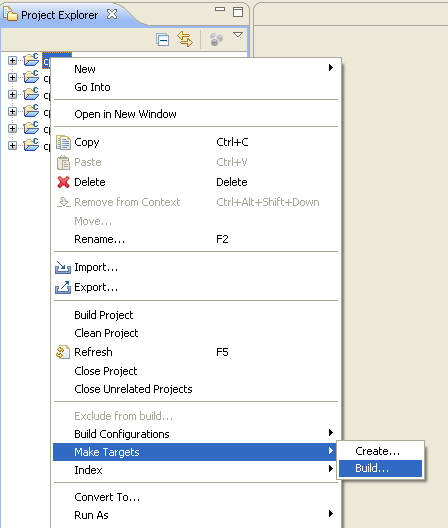 Project Explorer
New
Go Into
Open in New Window
Copy Ctrl+C
Paste Ctrl+V
Delete Delete
Remove from Context Ctrl+Alt+Shift+Down
Move...
Rename... F2
Import...
Export...
Build Project
Clean Project
Refresh F5
Close Project
Close Unrelated Projects
Exclude from build...
Build Configurations
Make Targets
Create...
Build...
Index
Convert To...
Run As